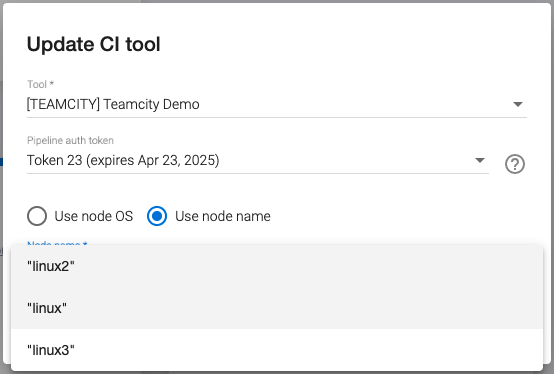 Update CI tool
Tool *
[TEAMCITY] Teamcity Demo
Pipeline auth token
Token 23 (expires Apr 23, 2025)
Use node OS
Use node name
Node name *
"linux2"
"linux"
"linux3"